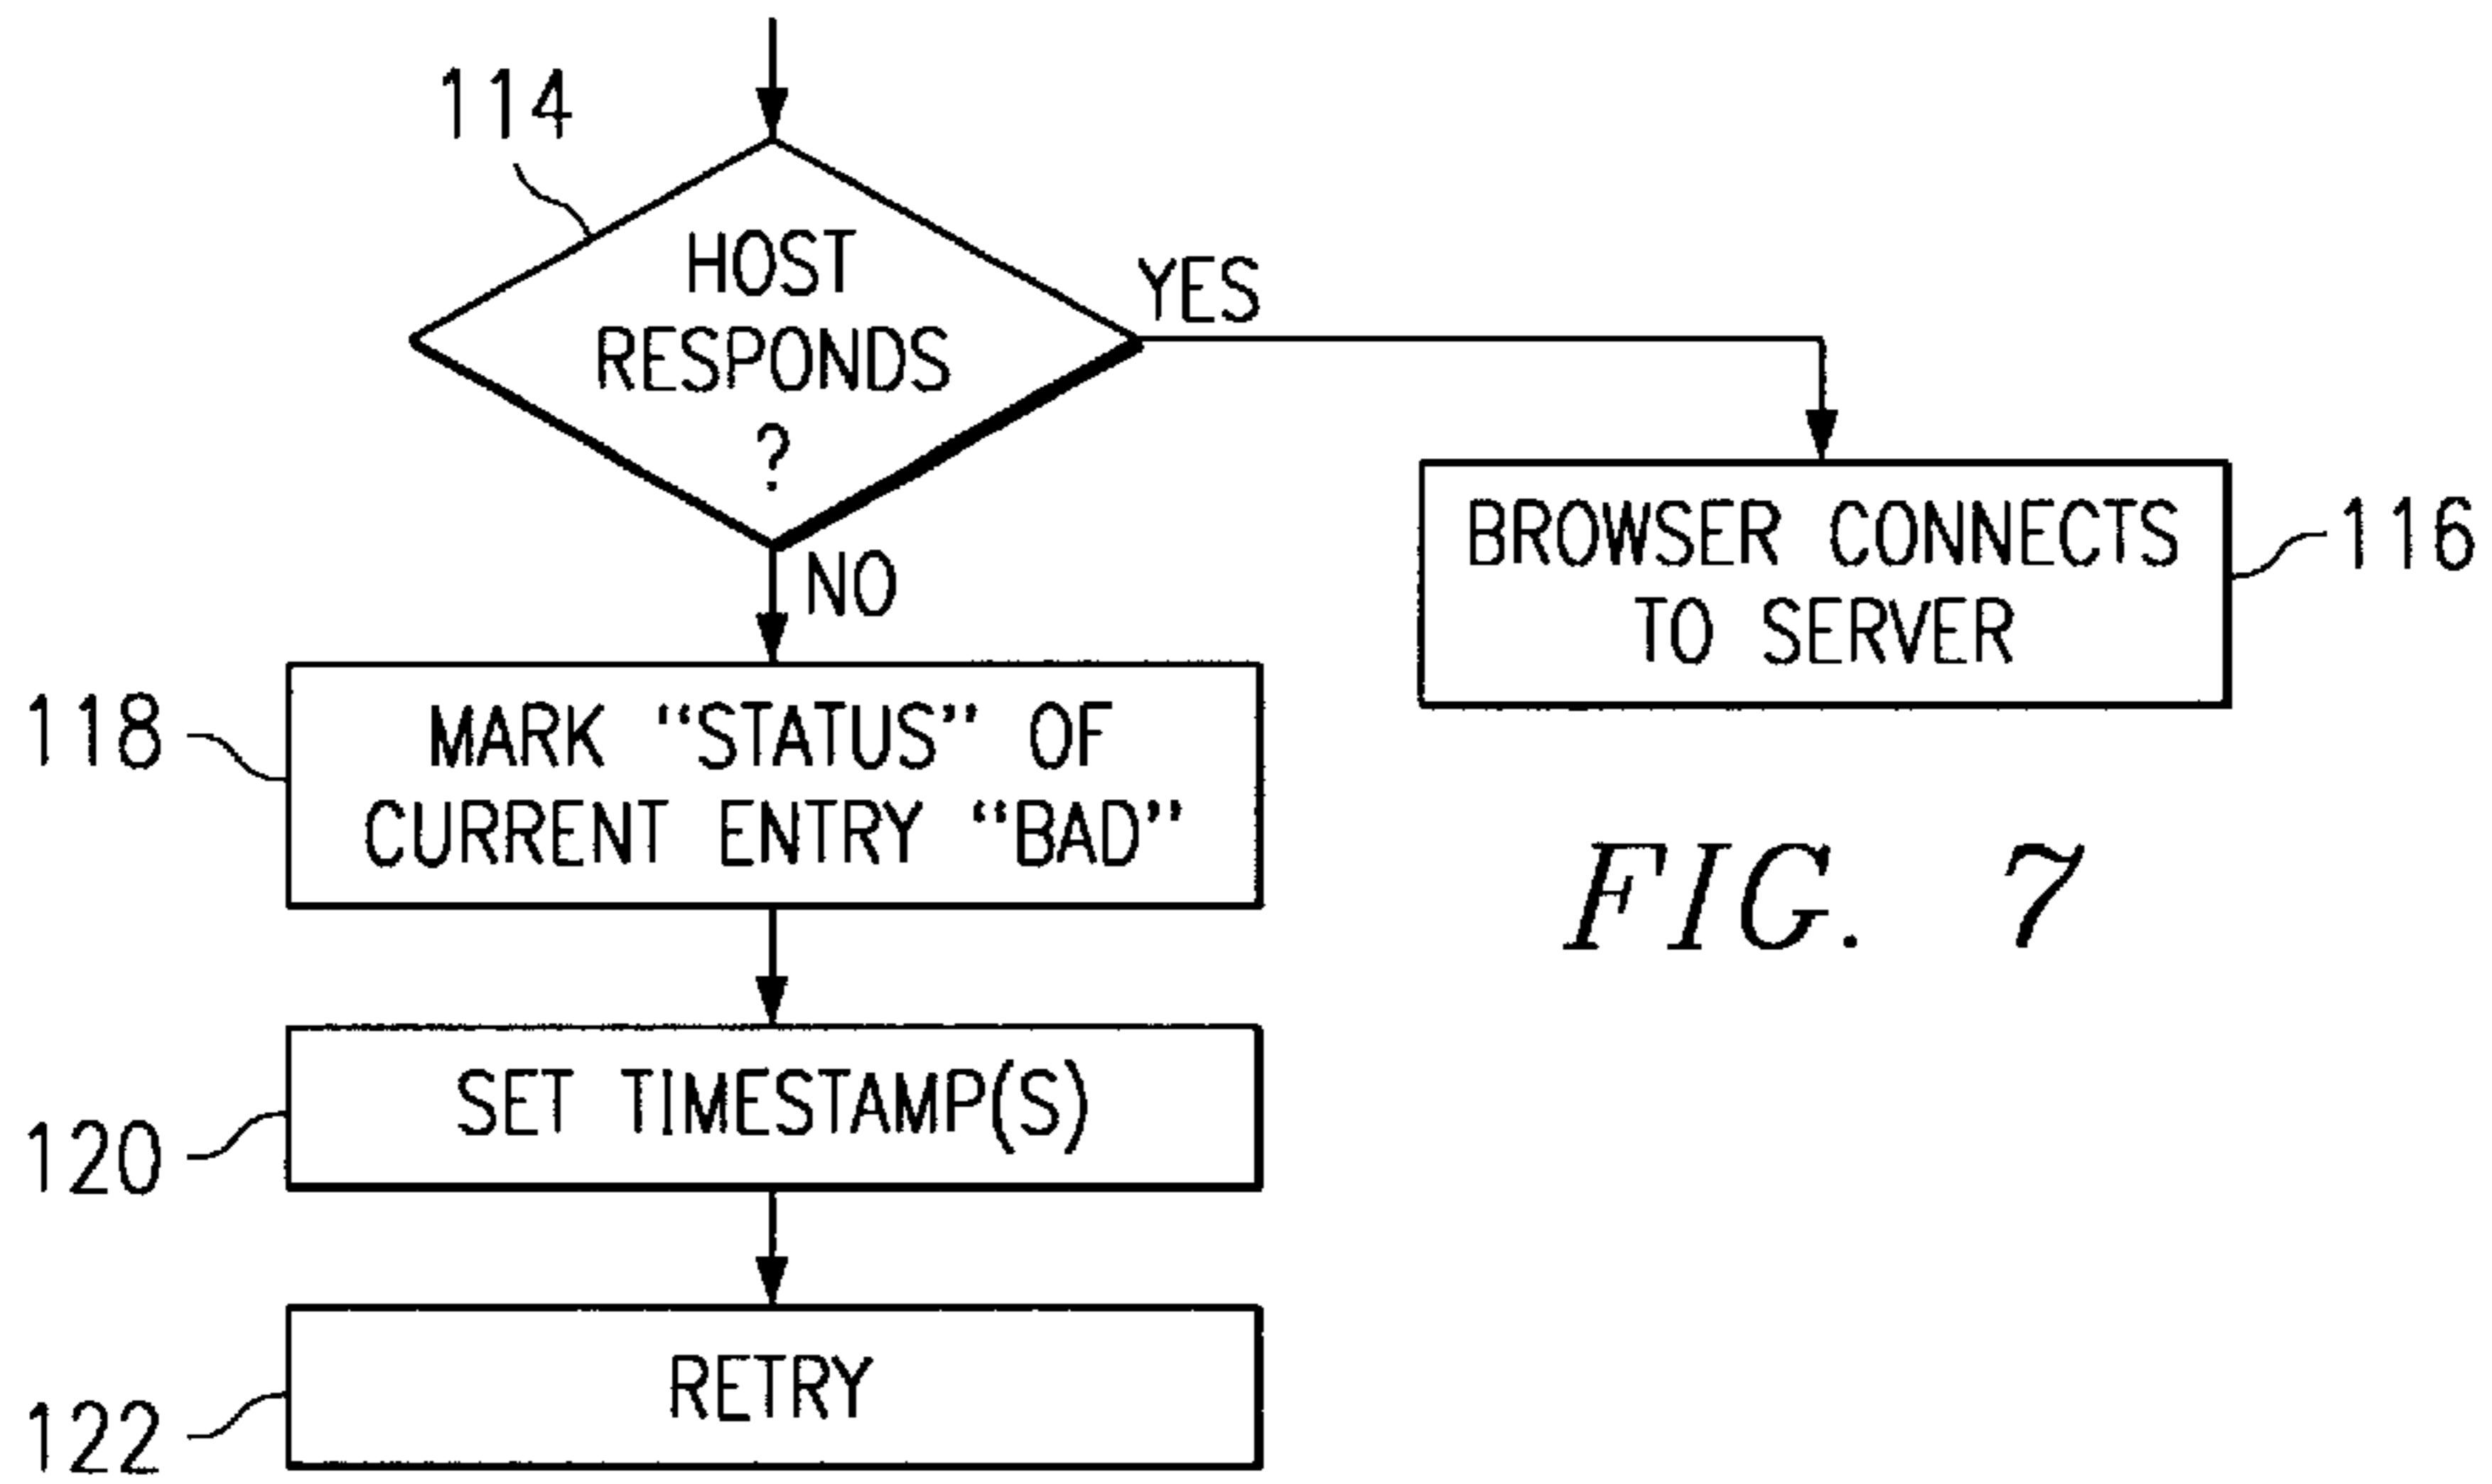 114
HOST
RESPONDS
?
YES
NO
BROWSER CONNECTS
TO SERVER
116
118
MARK “STATUS” OF
CURRENT ENTRY “BAD”
FIG. 7
120
SET TIMESTAMP(S)
122
RETRY